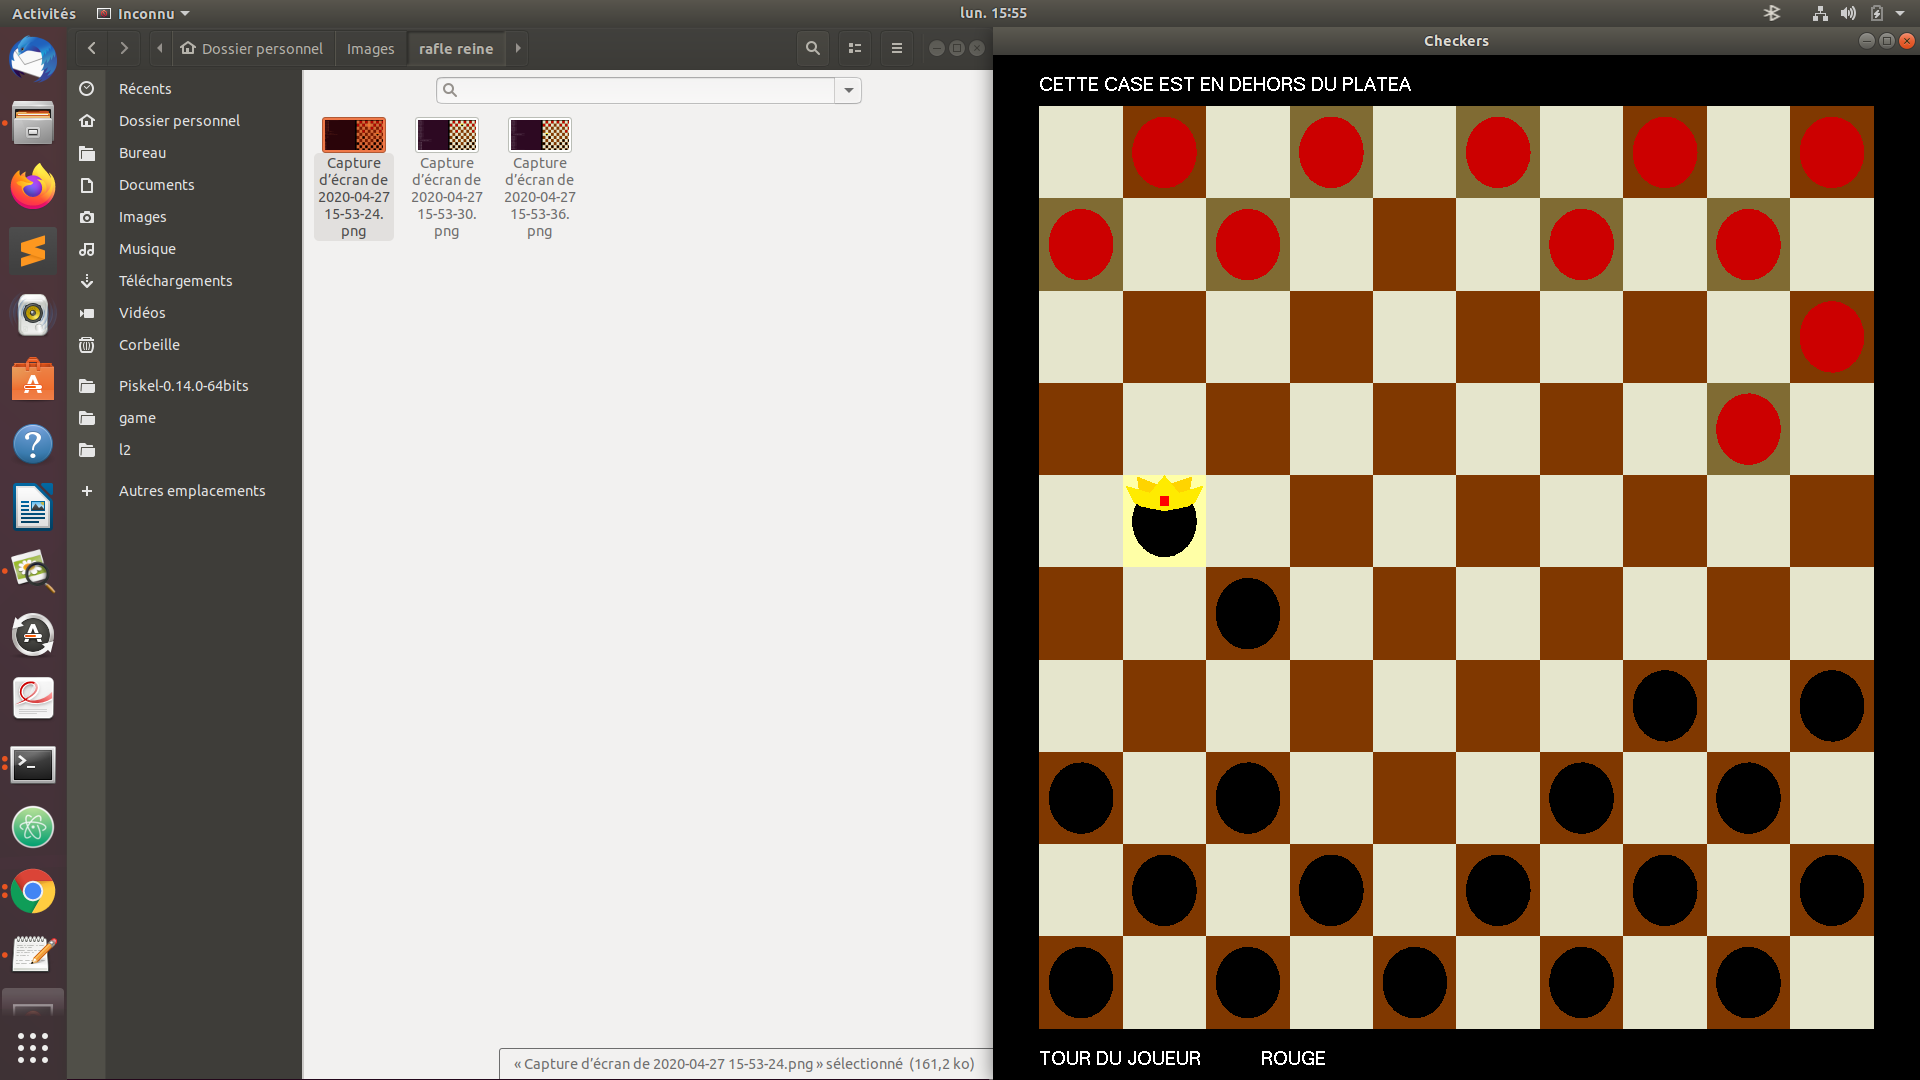 Activités
Inconnu
lun. 15:55
Dossier personnel
Images
rafle reine
Checkers
Récents
Dossier personnel
Bureau
Documents
Images
Musique
Téléchargements
Vidéos
Corbeille
Piskel-0.14.0-64bits
game
l2
Autres emplacements
Capture
d’écran de
2020-04-27
15-53-24.
png
Capture
d’écran de
2020-04-27
15-53-30.
png
Capture
d’écran de
2020-04-27
15-53-36.
png
« Capture d’écran de 2020-04-27 15-53-24.png » sélectionné (161,2 ko)
CETTE CASE EST EN DEHORS DU PLATEA
TOUR DU JOUEUR ROUGE